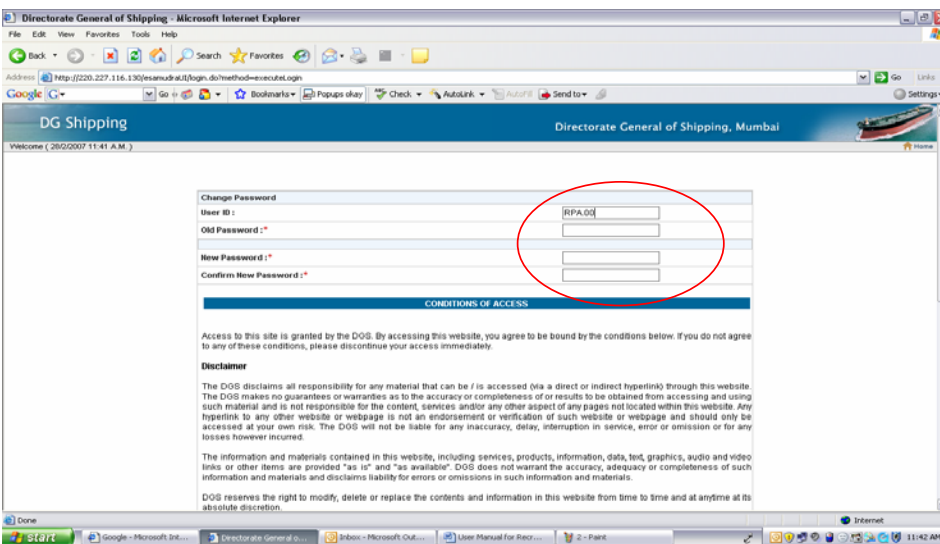 Directorate General of Shipping - Microsoft Internet Explorer
File Edit View Favorites Tools Help
Back Search Favorites
Address http://220.227.116.130/esamudraUI/login.do?method=executeLogin Go Links
Google G Go Bookmarks Popups okay Check AutoLink AutoFill Send to Settings
DG Shipping Directorate General of Shipping, Mumbai
Welcome ( 28/2/2007 11:41 A.M. ) Home
Change Password
User ID : RPA.00
Old Password :*
New Password :*
Confirm New Password :*
CONDITIONS OF ACCESS
Access to this site is granted by the DGS. By accessing this website, you agree to be bound by the conditions below. If you do not agree
to any of these conditions, please discontinue your access immediately.
Disclaimer
The DGS disclaims all responsibility for any material that can be / is accessed (via a direct or indirect hyperlink) through this website.
The DGS makes no guarantees or warranties as to the accuracy or completeness of or results to be obtained from accessing and using
such material and is not responsible for the content, services and/or any other aspect of any pages not located within this website. Any
hyperlink to any other website or webpage is not an endorsement or verification of such website or webpage and should only be
accessed at your own risk. The DGS will not be liable for any inaccuracy, delay, interruption in service, error or omission or for any
losses however incurred.
The information and materials contained in this website, including services, products, information, data, text, graphics, audio and video
links or other items are provided "as is" and "as available". DGS does not warrant the accuracy, adequacy or completeness of such
information and materials and disclaims liability for errors or omissions in such information and materials.
DGS reserves the right to modify, delete or replace the contents and information in this website from time to time and at anytime at its
absolute discretion.
Done Internet
start Google - Microsoft Int... Directorate General o... Inbox - Microsoft Out... User Manual for Recr... 2 - Paint 11:42 AM